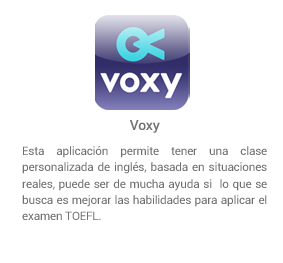 voxy
Voxy
Esta aplicación permite tener una clase
personalizada de inglés, basada en situaciones
reales, puede ser de mucha ayuda si lo que se
busca es mejorar las habilidades para aplicar el
examen TOEFL.